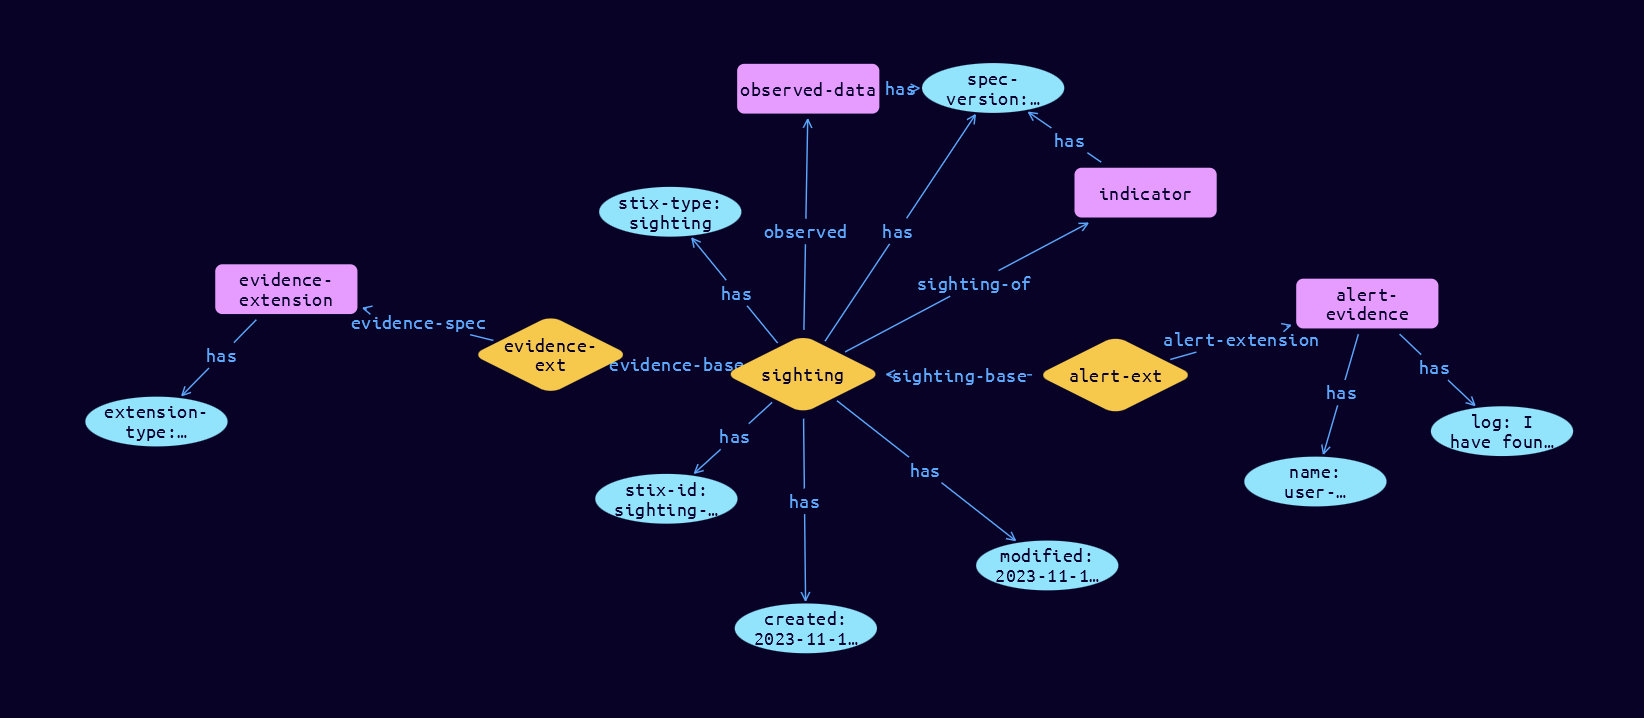 observed-data
has
spec-
version:…
has
indicator
stix-type:
sighting
observed
has
evidence-
extension
has
sighting-of
alert-
evidence
evidence-spec
alert-extension
has
evidence-
ext
evidence-base
sighting
sighting-base
alert-ext
has
has
extension-
type:…
has
has
log: I
have foun…
has
name:
user-…
stix-id:
sighting-…
has
modified:
2023-11-1…
created:
2023-11-1…